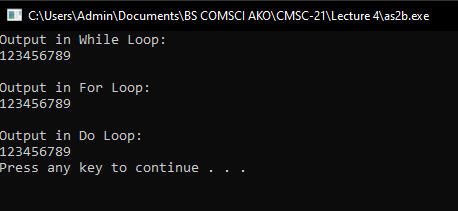 C:\Users\Admin\Documents\BS COMSCI AKO\CMSC-21\Lecture 4\as2b.exe
Output in While Loop:
123456789
Output in For Loop:
123456789
Output in Do Loop:
123456789
Press any key to continue . . .